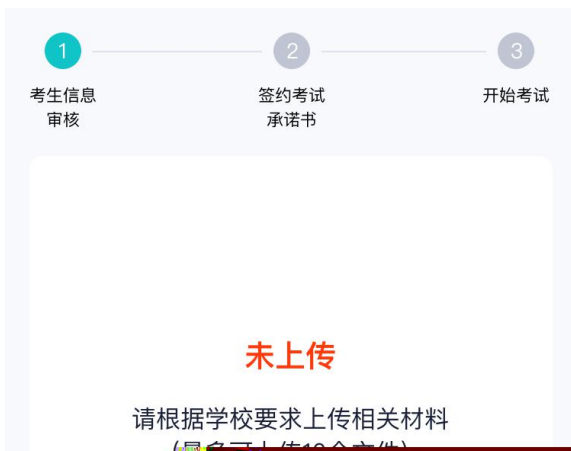 1 2 3
考生信息 签约考试 开始考试
审核 承诺书
未上传
请根据学校要求上传相关材料